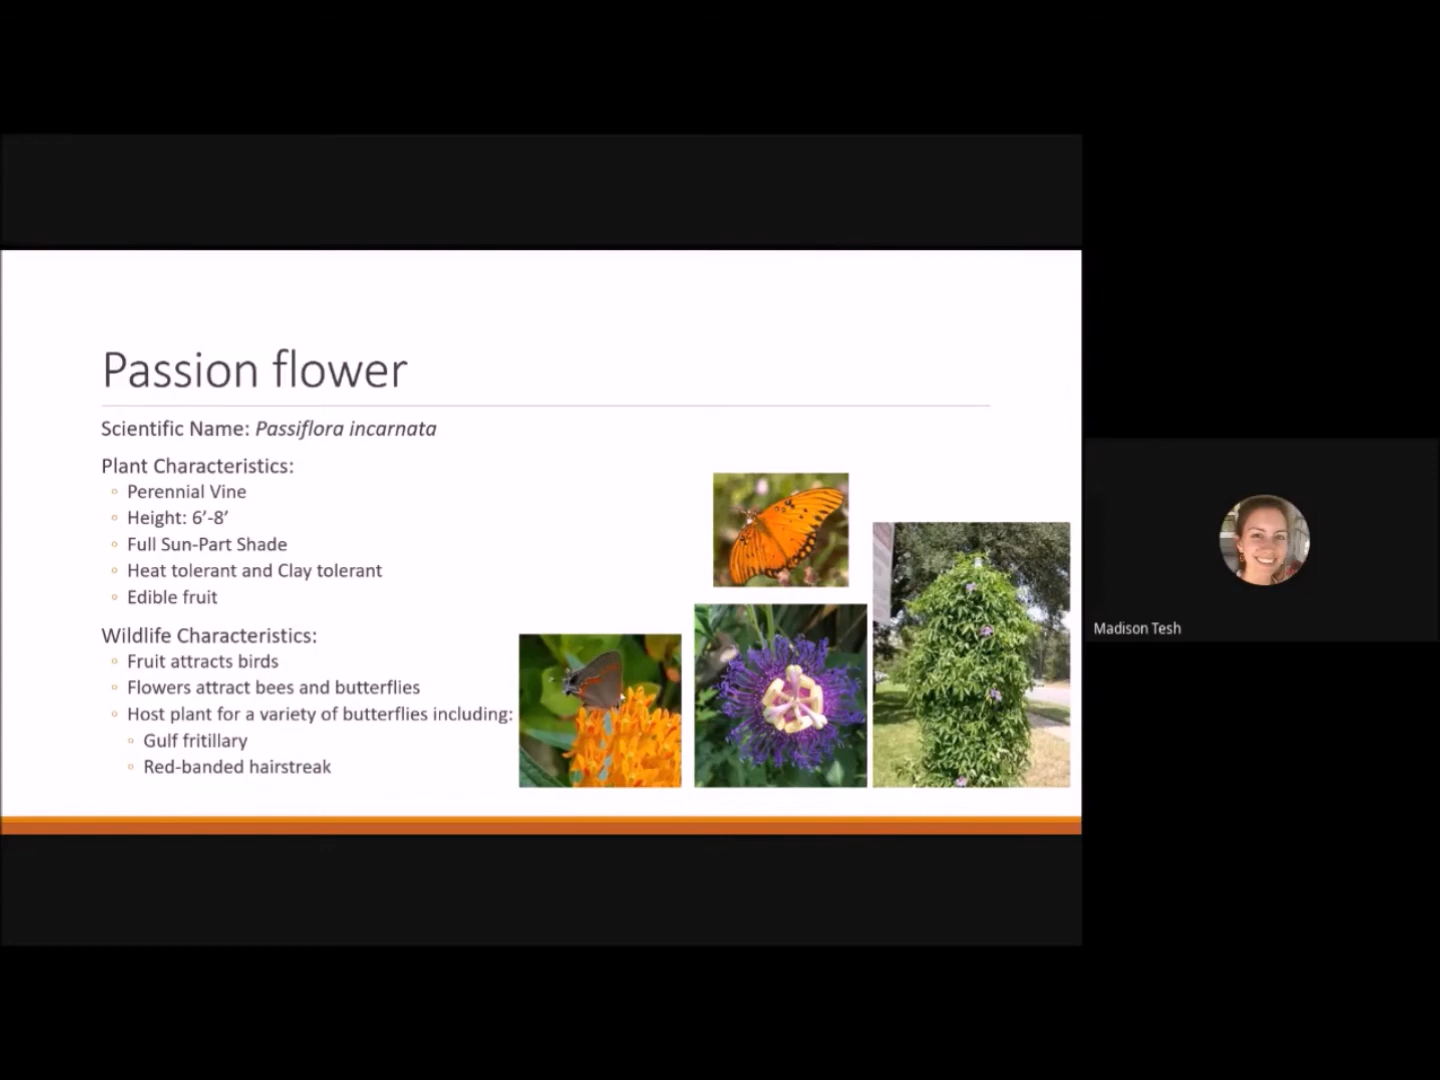 Passion flower
Scientific Name: Passiflora incarnata
Plant Characteristics:
◦ Perennial Vine
◦ Height: 6’-8’
◦ Full Sun-Part Shade
◦ Heat tolerant and Clay tolerant
◦ Edible fruit
Wildlife Characteristics:
◦ Fruit attracts birds
◦ Flowers attract bees and butterflies
◦ Host plant for a variety of butterflies including:
◦ Gulf fritillary
◦ Red-banded hairstreak
Madison Tesh